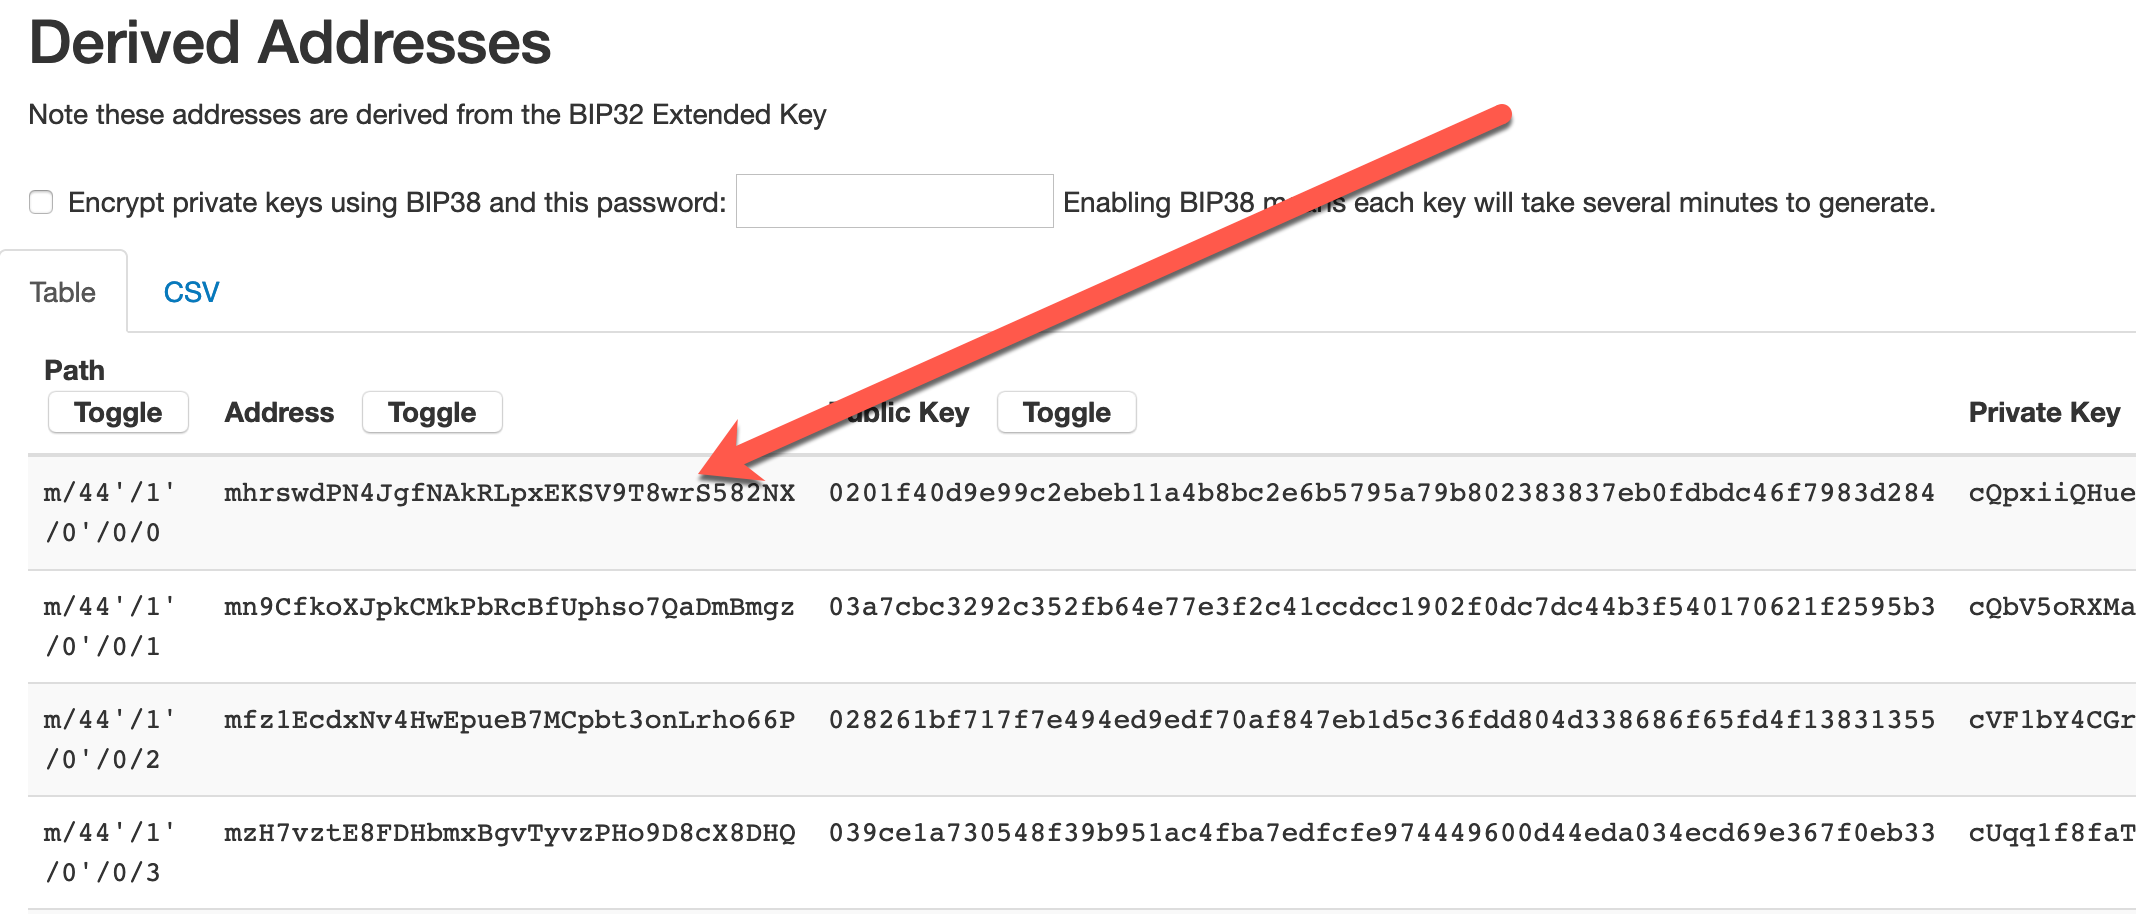 Derived Addresses
Note these addresses are derived from the BIP32 Extended Key
Encrypt private keys using BIP38 and this password: Enabling BIP38 means each key will take several minutes to generate.
Table CSV
Path
Toggle Address Toggle Public Key Toggle Private Key
m/44'/1' mhrswdPN4JgfNAkRLpxEKSV9T8wrS582NX 0201f40d9e99c2ebeb11a4b8bc2e6b5795a79b802383837eb0fdbdc46f7983d284 cQpxiiQHue
/0'/0/0
m/44'/1' mn9CfkoXJpkCMkPbRcBfUphso7QaDmBmgz 03a7cbc3292c352fb64e77e3f2c41ccdcc1902f0dc7dc44b3f540170621f2595b3 cQbV5oRXMa
/0'/0/1
m/44'/1' mfz1EcdxNv4HwEpueB7MCpbt3onLrho66P 028261bf717f7e494ed9edf70af847eb1d5c36fdd804d338686f65fd4f13831355 cVF1bY4CGr
/0'/0/2
m/44'/1' mzH7vztE8FDHbmxBgvTyvzPHo9D8cX8DHQ 039ce1a730548f39b951ac4fba7edfcfe974449600d44eda034ecd69e367f0eb33 cUqq1f8faT
/0'/0/3